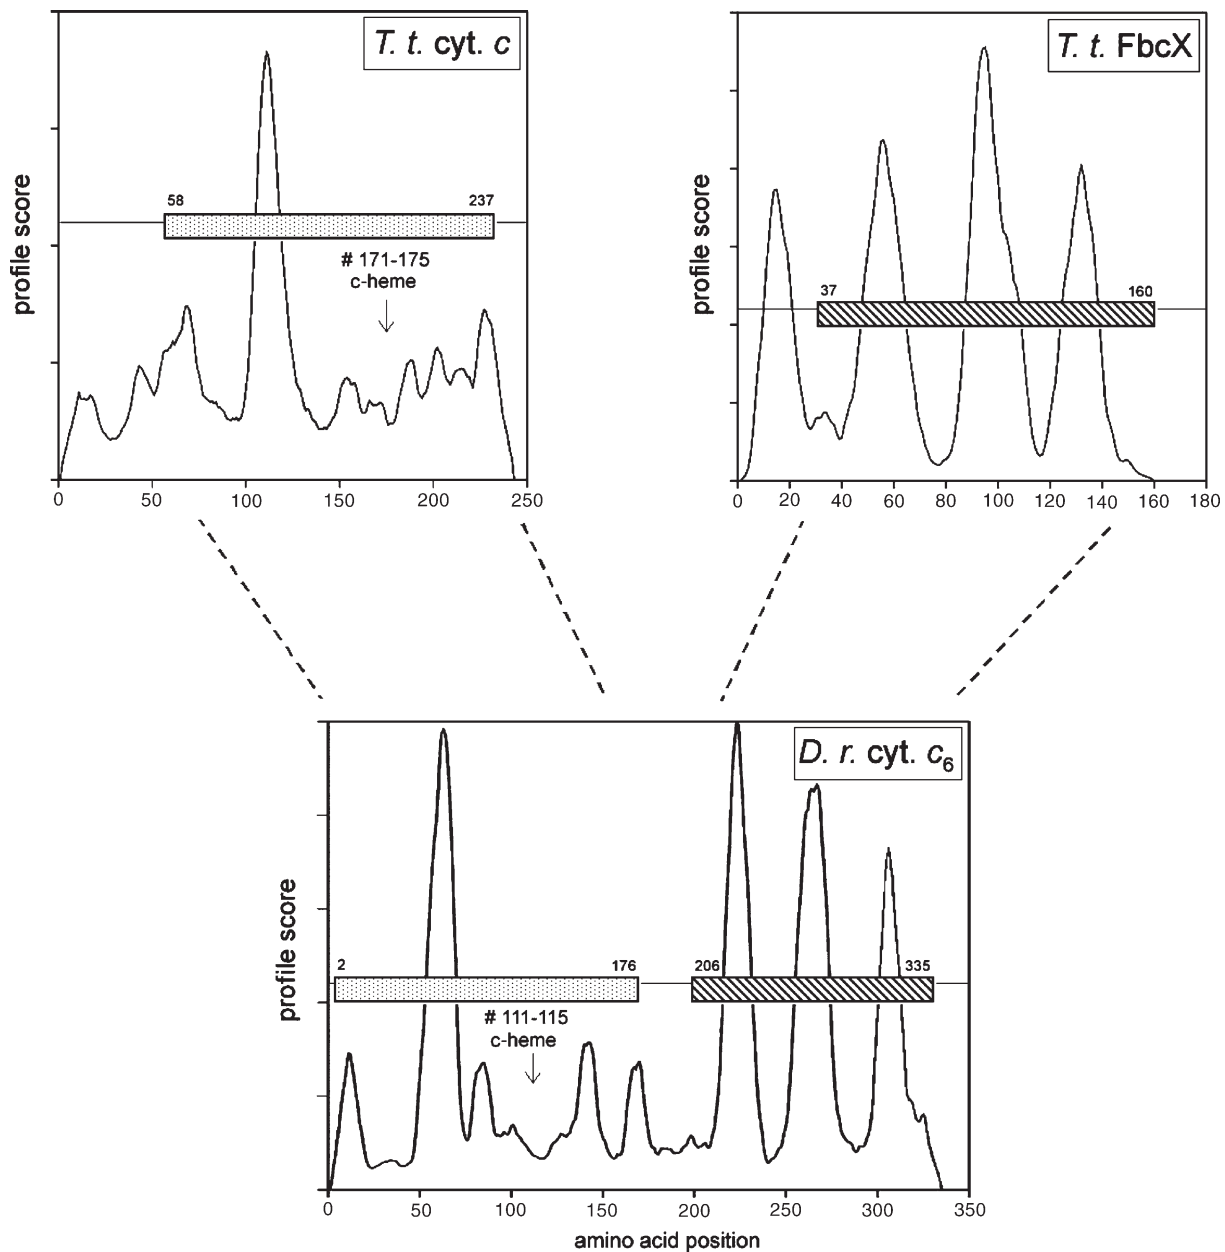 T. t. cyt. c
profile score
58 237
# 171-175
c-heme
0 50 100 150 200 250
T. t. FbcX
profile score
37 160
0 20 40 60 80 100 120 140 160 180
D. r. cyt. c6
profile score
2 176 206 335
# 111-115
c-heme
0 50 100 150 200 250 300 350
amino acid position